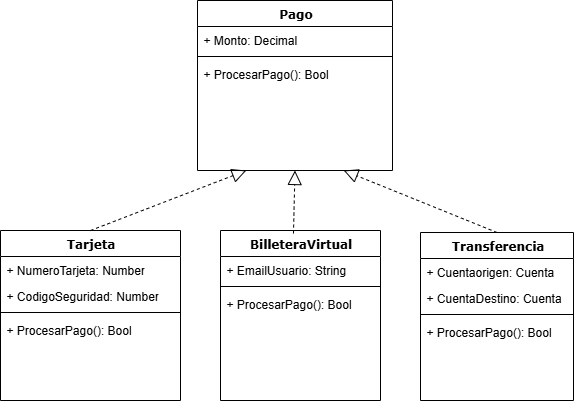 Pago
+ Monto: Decimal
+ ProcesarPago(): Bool
Tarjeta
+ NumeroTarjeta: Number
+ CodigoSeguridad: Number
+ ProcesarPago(): Bool
BilleteraVirtual
+ EmailUsuario: String
+ ProcesarPago(): Bool
Transferencia
+ Cuentaorigen: Cuenta
+ CuentaDestino: Cuenta
+ ProcesarPago(): Bool